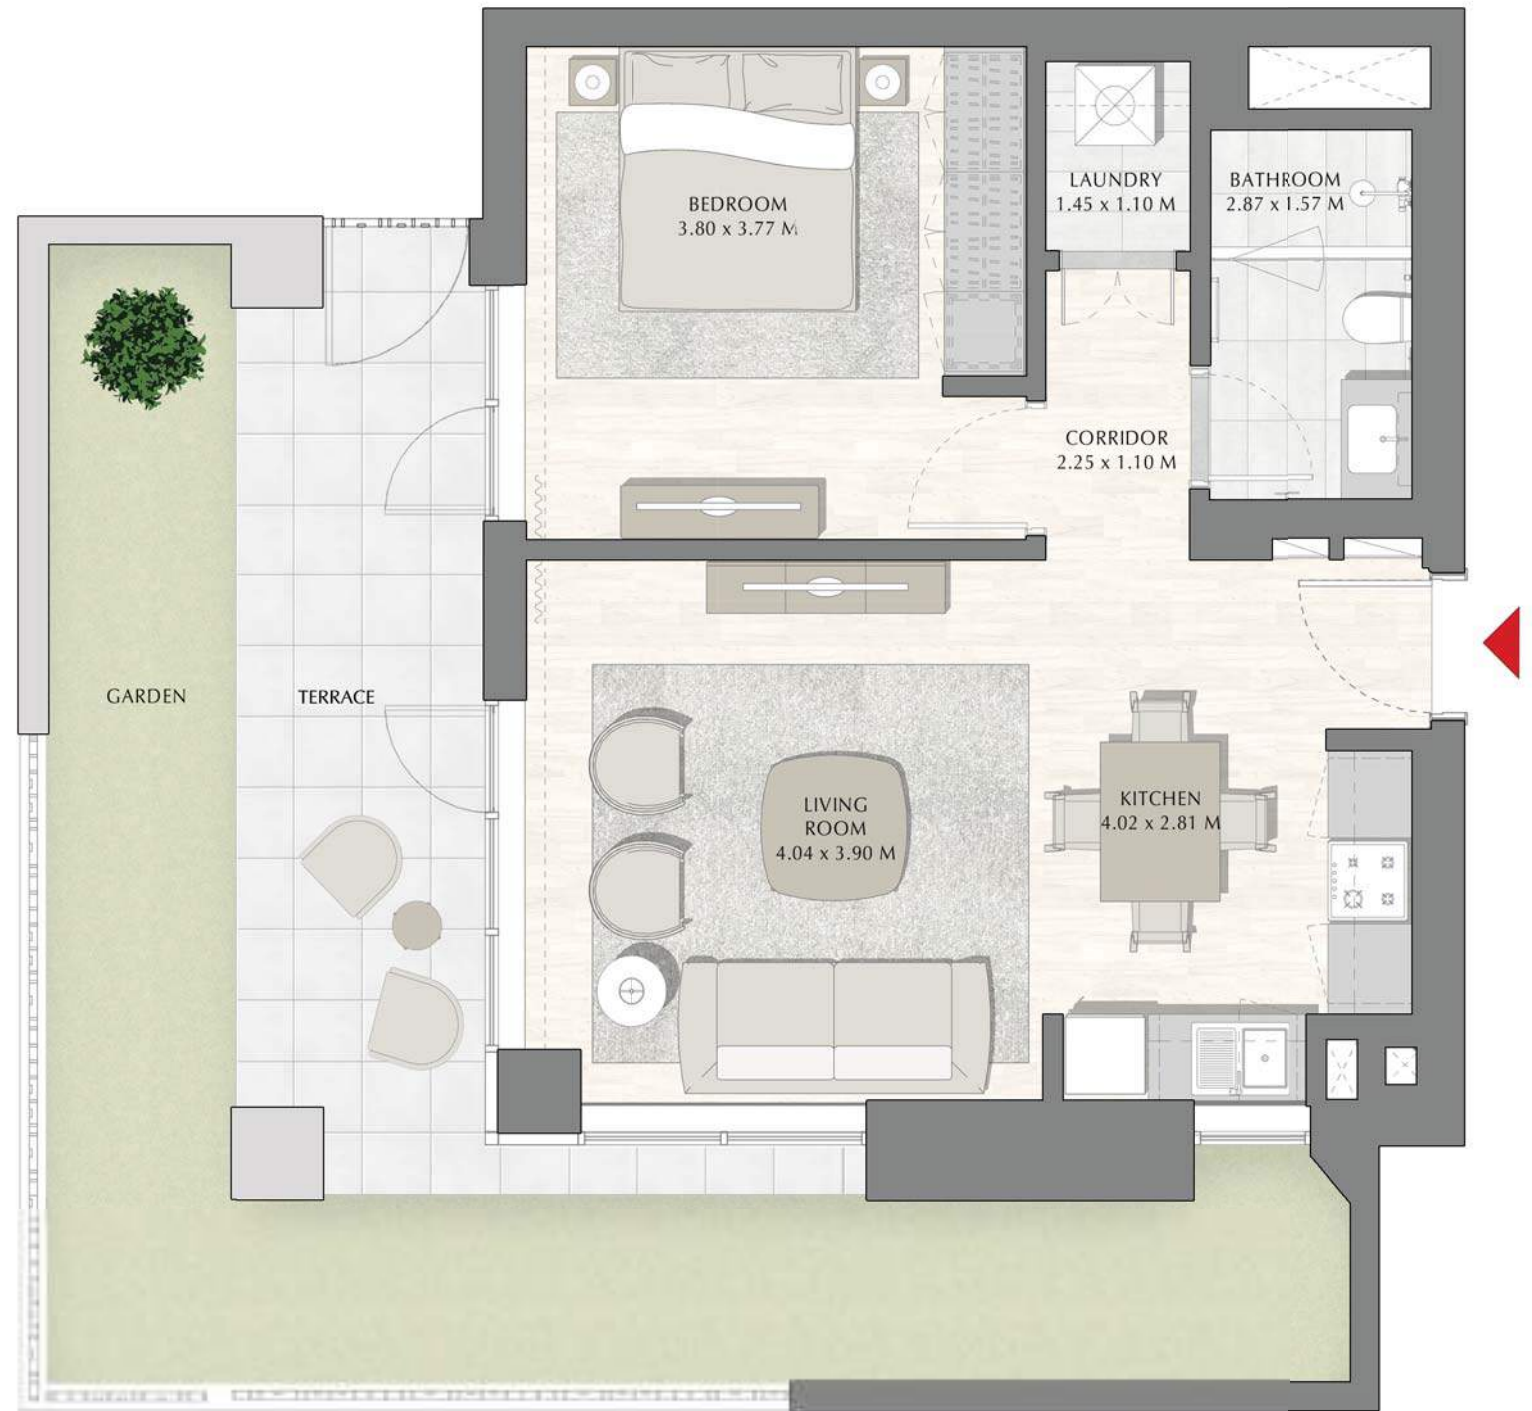 LAUNDRY
1.45 x 1.10 M
BATHROOM
2.87 x 1.57 M
BEDROOM
3.80 x 3.77 M
CORRIDOR
2.25 x 1.10 M
GARDEN
TERRACE
LIVING
ROOM
4.04 x 3.90 M
KITCHEN
4.02 x 2.81 M